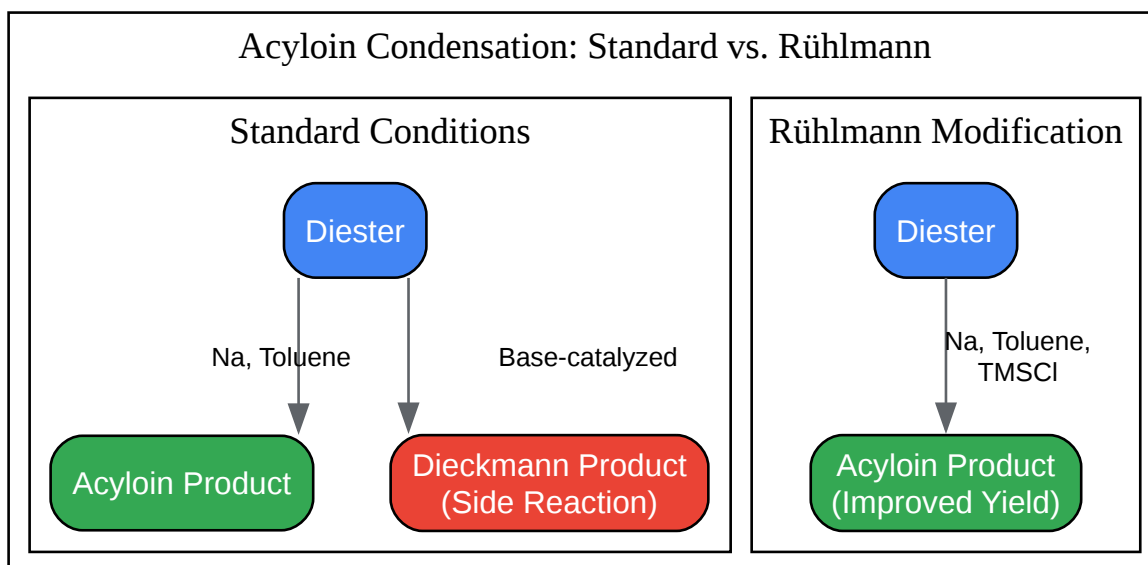 Acyloin Condensation: Standard vs. Rühlmann
Standard Conditions
Diester
Na, Toluene
Base-catalyzed
Acyloin Product
Dieckmann Product
(Side Reaction)
Rühlmann Modification
Diester
Na, Toluene,
TMSCl
Acyloin Product
(Improved Yield)